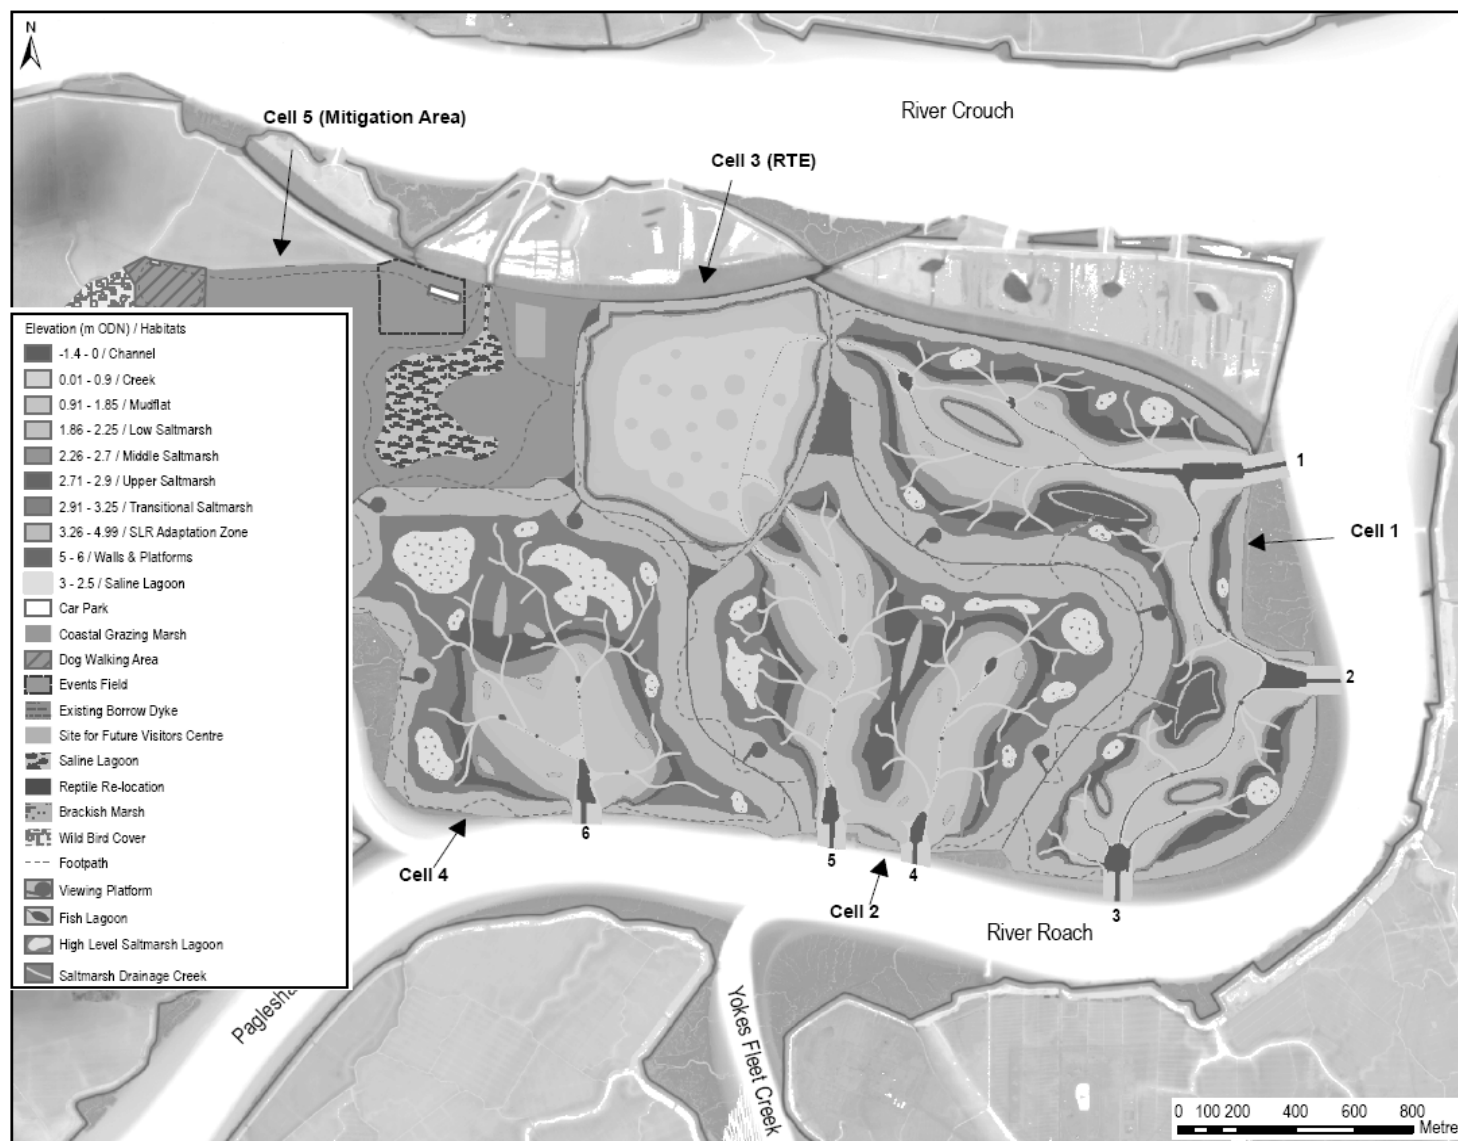 N
River Crouch
Cell 5 (Mitigation Area)
Cell 3 (RTE)
Elevation (m ODN) / Habitats
-1.4 - 0 / Channel
0.01 - 0.9 / Creek
0.91 - 1.85 / Mudflat
1.86 - 2.25 / Low Saltmarsh
2.26 - 2.7 / Middle Saltmarsh
2.71 - 2.9 / Upper Saltmarsh
2.91 - 3.25 / Transitional Saltmarsh
3.26 - 4.99 / SLR Adaptation Zone
5 - 6 / Walls & Platforms
3 - 2.5 / Saline Lagoon
Car Park
Coastal Grazing Marsh
Dog Walking Area
Events Field
Existing Borrow Dyke
Site for Future Visitors Centre
Saline Lagoon
Reptile Re-location
Brackish Marsh
Wild Bird Cover
Footpath
Viewing Platform
Fish Lagoon
High Level Saltmarsh Lagoon
Saltmarsh Drainage Creek
1
Cell 1
2
6
5
4
3
Cell 4
Cell 2
River Roach
Yokes Fleet Creek
0 100 200 400 600 800
Metre